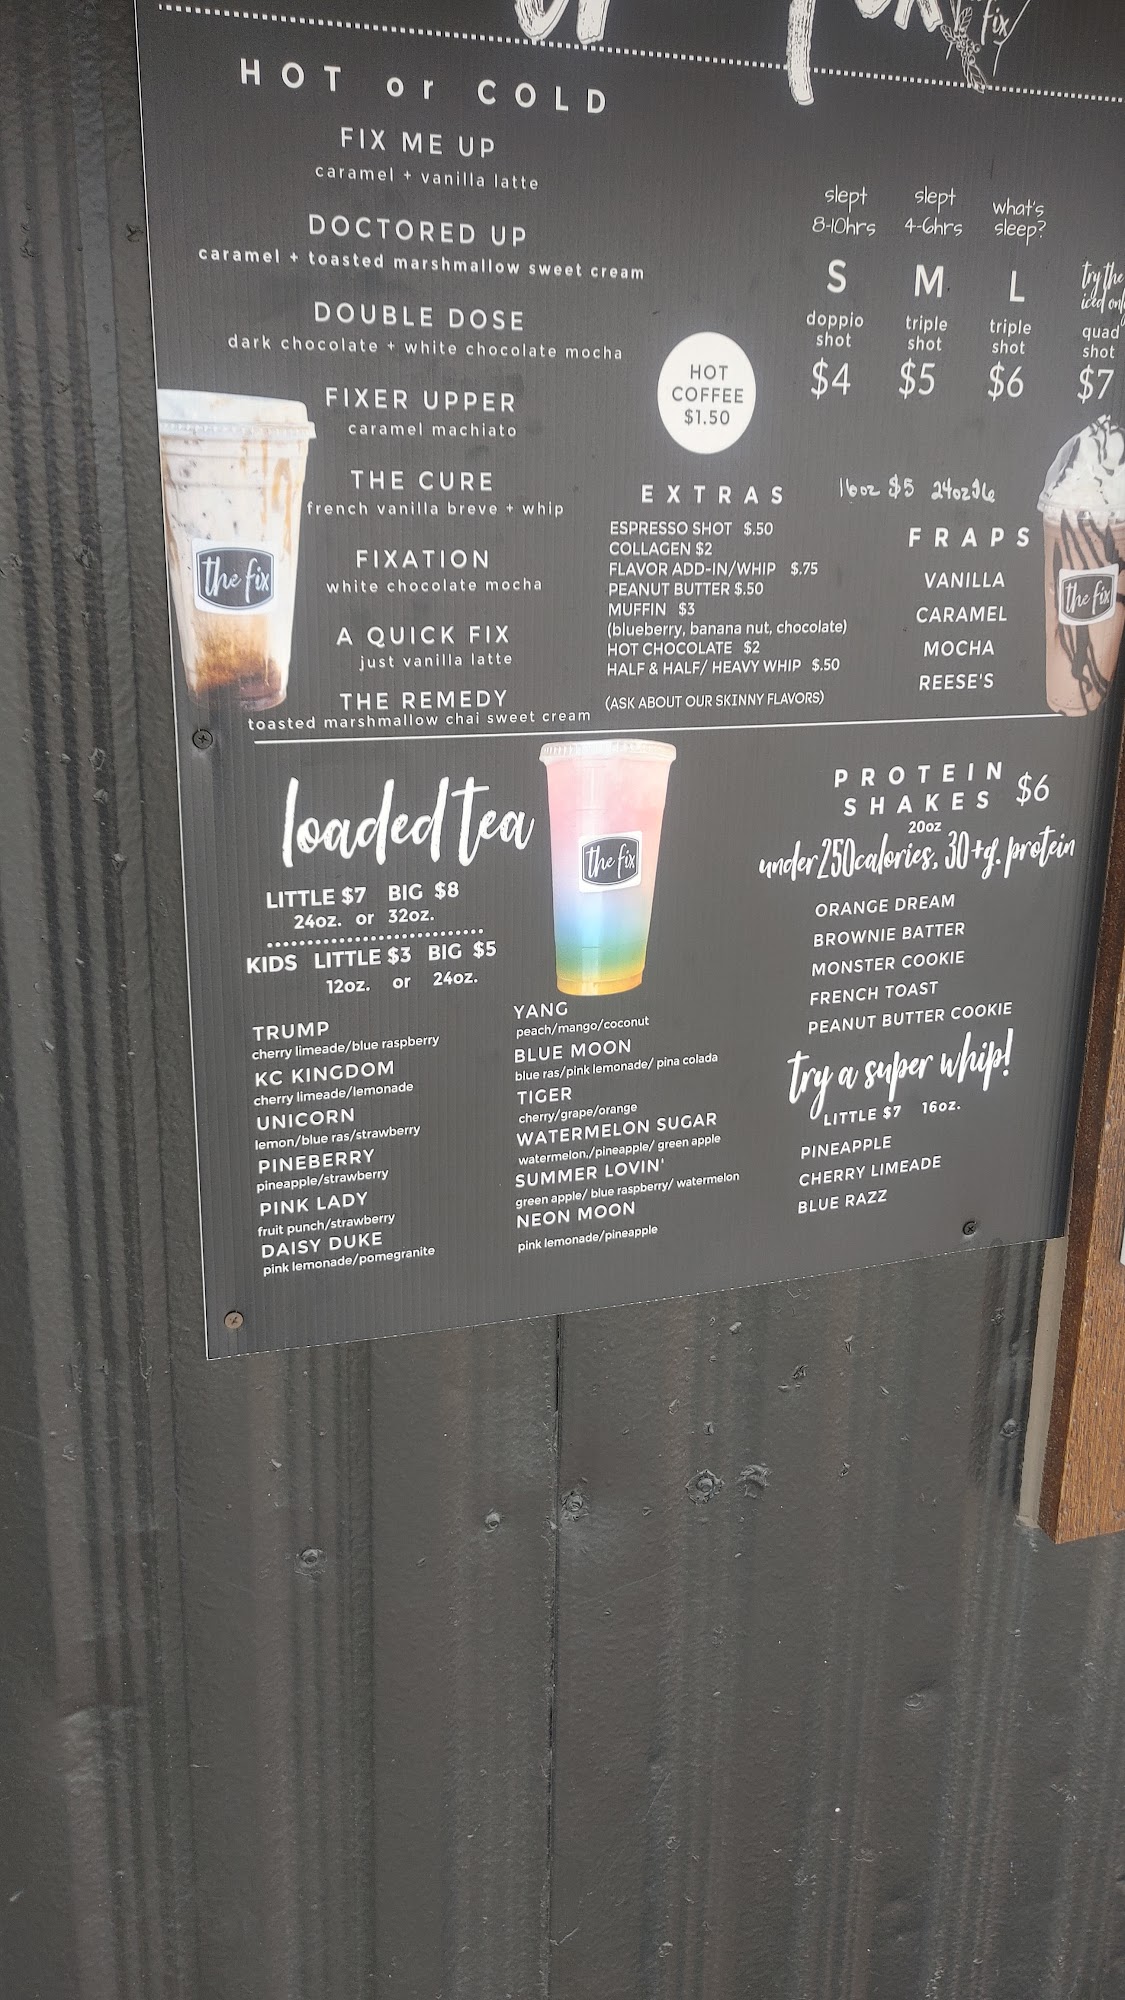 fix
HOT or COLD
FIX ME UP
caramel + vanilla latte
DOCTORED UP
caramel + toasted marshmallow sweet cream
DOUBLE DOSE
dark chocolate + white chocolate mocha
FIXER UPPER
caramel machiato
THE CURE
french vanilla breve + whip
FIXATION
white chocolate mocha
A QUICK FIX
just vanilla latte
THE REMEDY
toasted marshmallow chai sweet cream
the fix
slept
8-10hrs
S
doppio
shot
$4
slept
4-6hrs
M
triple
shot
$5
what's
sleep?
L
triple
shot
$6
try the
iced
quad
shot
$7
HOT
COFFEE
$1.50
EXTRAS
ESPRESSO SHOT $.50
COLLAGEN $2
FLAVOR ADD-IN/WHIP $.75
PEANUT BUTTER $.50
MUFFIN $3
(blueberry, banana nut, chocolate)
HOT CHOCOLATE $2
HALF & HALF/ HEAVY WHIP $.50
(ASK ABOUT OUR SKINNY FLAVORS)
16oz $5 24oz $6
FRAPS
VANILLA
CARAMEL
MOCHA
REESE'S
the fix
loaded tea
LITTLE $7 BIG $8
24oz. or 32oz.
KIDS LITTLE $3 BIG $5
12oz. or 24oz.
the fix
TRUMP
cherry limeade/blue raspberry
KC KINGDOM
cherry limeade/lemonade
UNICORN
lemon/blue ras/strawberry
PINEBERRY
pineapple/strawberry
PINK LADY
fruit punch/strawberry
DAISY DUKE
pink lemonade/pomegranite
YANG
peach/mango/coconut
BLUE MOON
blue ras/pink lemonade/ pina colada
TIGER
cherry/grape/orange
WATERMELON SUGAR
watermelon,/pineapple/ green apple
SUMMER LOVIN'
green apple/ blue raspberry/ watermelon
NEON MOON
pink lemonade/pineapple
PROTEIN
SHAKES $6
20oz
under 250calories, 30+g. protein
ORANGE DREAM
BROWNIE BATTER
MONSTER COOKIE
FRENCH TOAST
PEANUT BUTTER COOKIE
try a super whip!
LITTLE $7 16oz.
PINEAPPLE
CHERRY LIMEADE
BLUE RAZZ